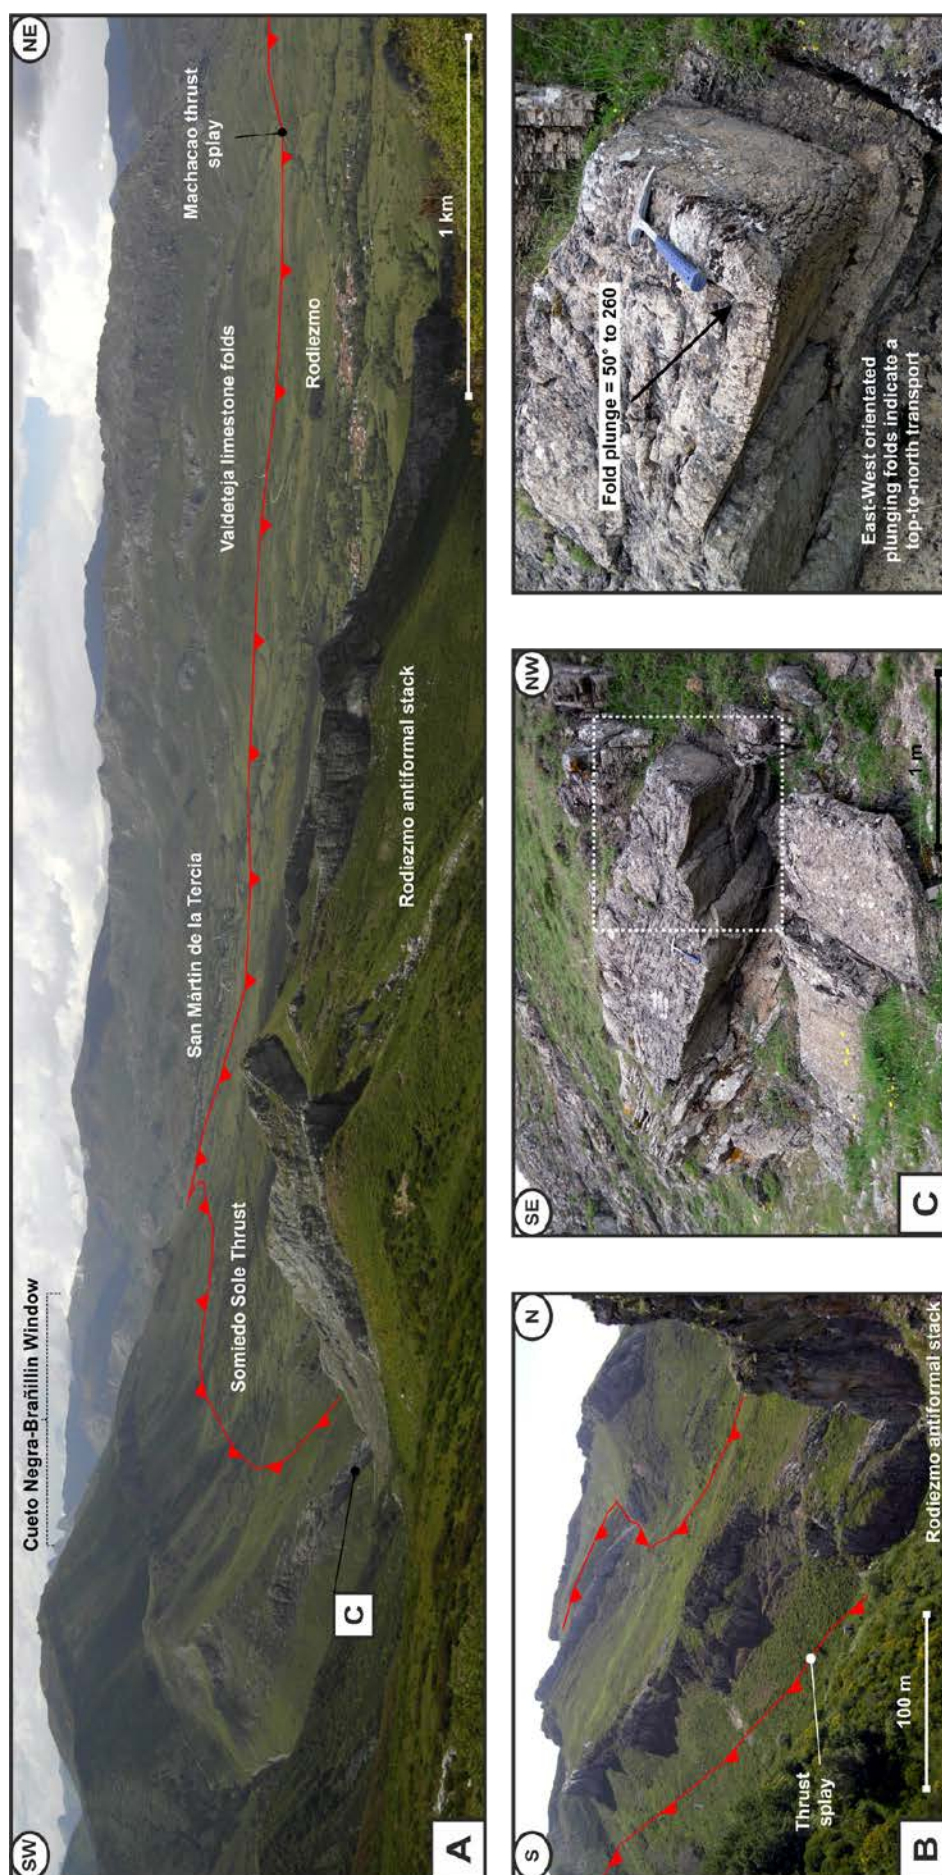 SW
NE
Cueto Negra-Brañillin Window
Machacao thrust
splay
San Mártin de la Tercia
Valdeteja limestone folds
Somiedo Sole Thrust
Rodiezmo
Rodiezmo antiformal stack
1 km
C
A
S
N
Thrust
splay
100 m
Rodiezmo antiformal stack
B
SE
NW
1 m
C
Fold plunge = 50° to 260
East-West orientated
plunging folds indicate a
top-to-north transport